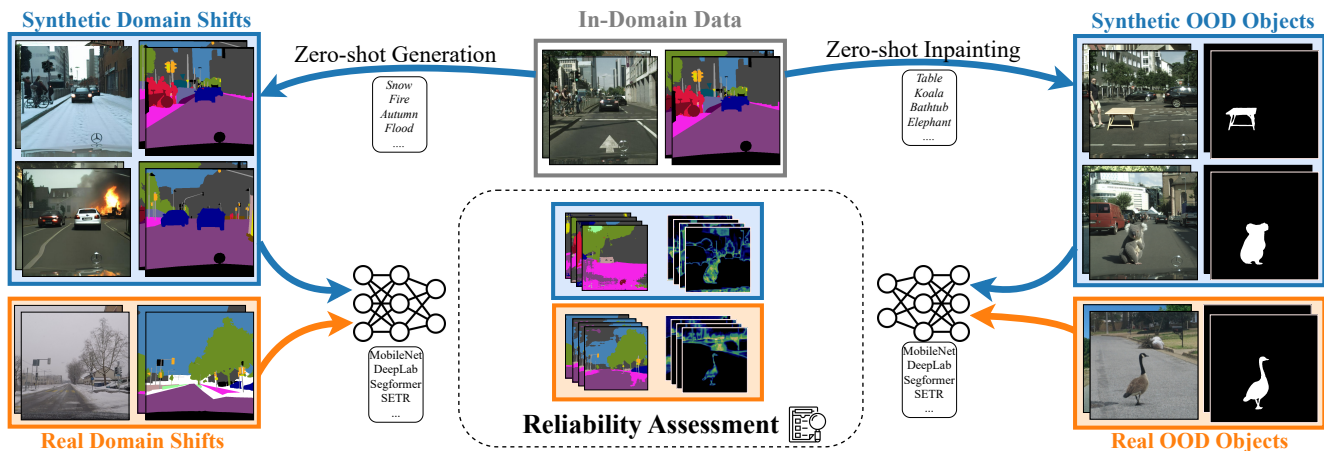 Synthetic Domain Shifts
In-Domain Data
Synthetic OOD Objects
Zero-shot Generation
Snow
Fire
Autumn
Flood
....
Zero-shot Inpainting
Table
Koala
Bathtub
Elephant
....
MobileNet
DeepLab
Segformer
SETR
...
MobileNet
DeepLab
Segformer
SETR
...
Reliability Assessment
Real Domain Shifts
Real OOD Objects